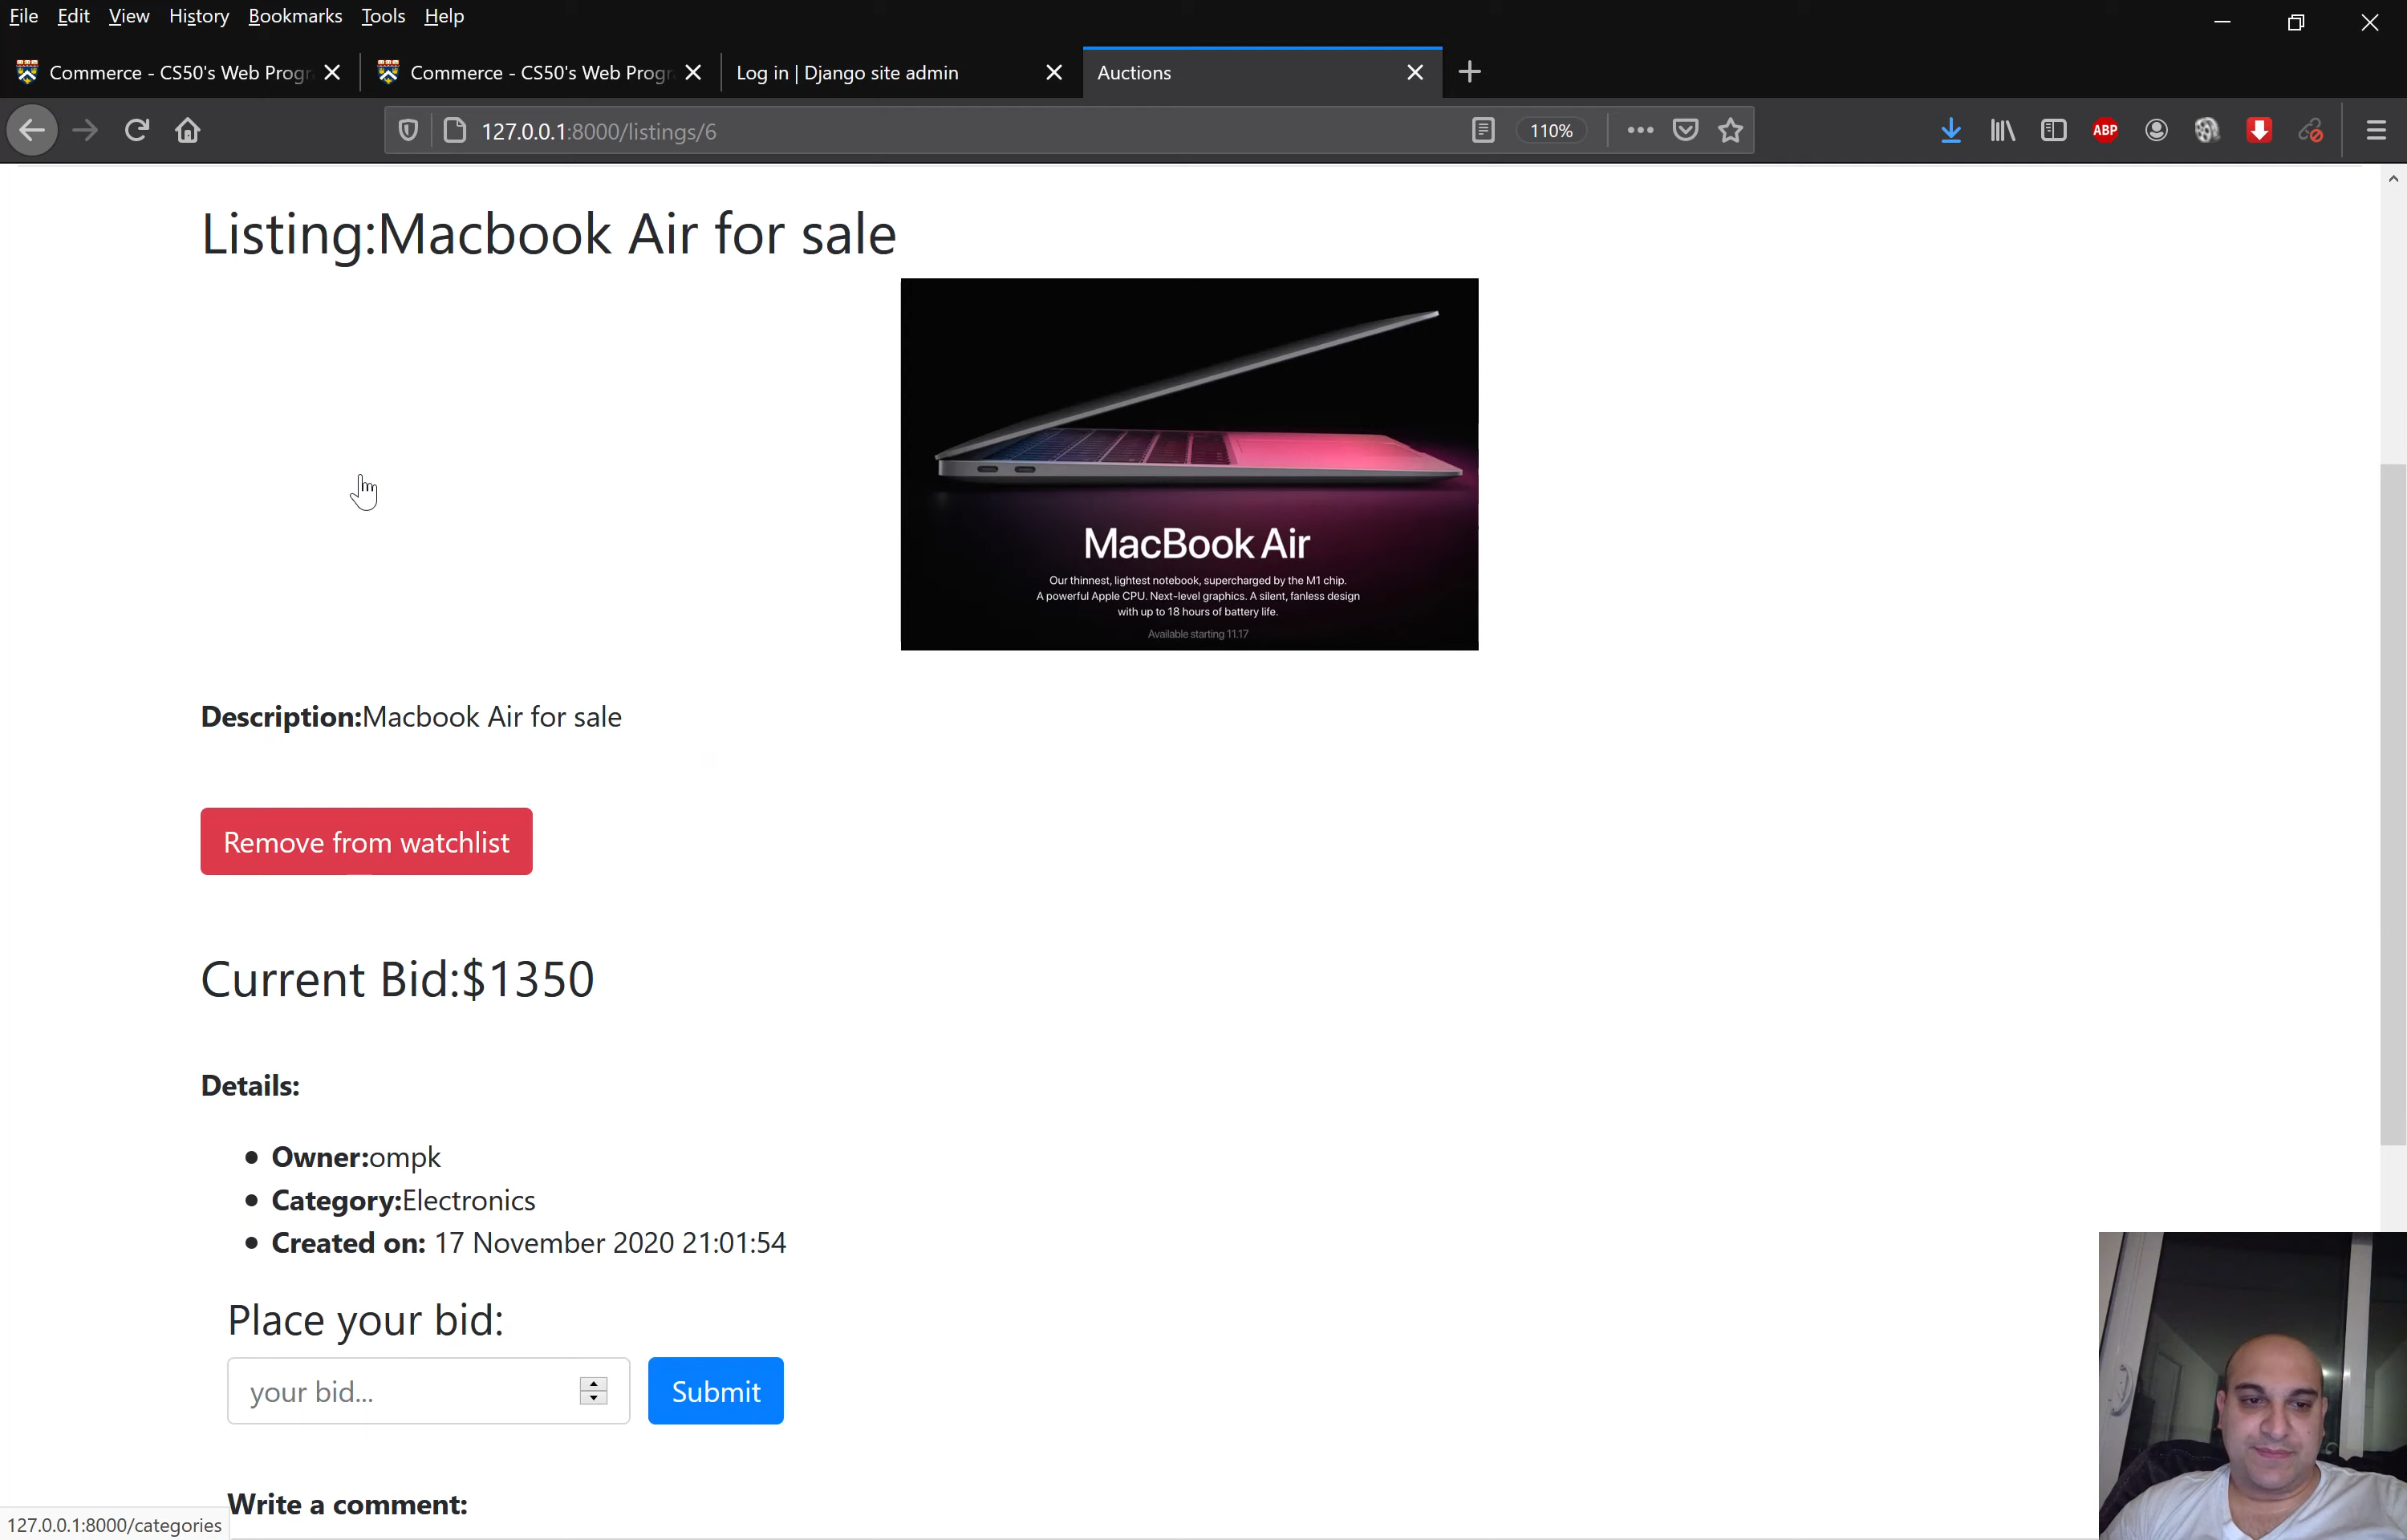 File Edit View History Bookmarks Tools Help
Commerce - CS50's Web Progr
Commerce - CS50's Web Progr
Log in | Django site admin
Auctions
127.0.0.1:8000/listings/6
110%
ABP
Listing:Macbook Air for sale
MacBook Air
Our thinnest, lightest notebook, supercharged by the M1 chip.
A powerful Apple CPU. Next-level graphics. A silent, fanless design
with up to 18 hours of battery life.
Available starting 11.17
Description:Macbook Air for sale
Remove from watchlist
Current Bid:$1350
Details:
Owner:ompk
Category:Electronics
Created on: 17 November 2020 21:01:54
Place your bid:
your bid...
Submit
Write a comment:
127.0.0.1:8000/categories